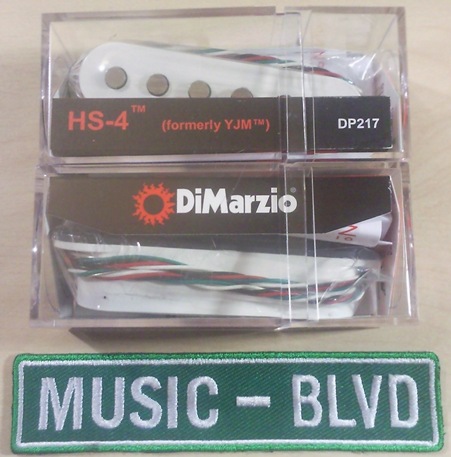 HS-4™ (formerly YJM™) DP217
DiMarzio®
MUSIC - BLVD